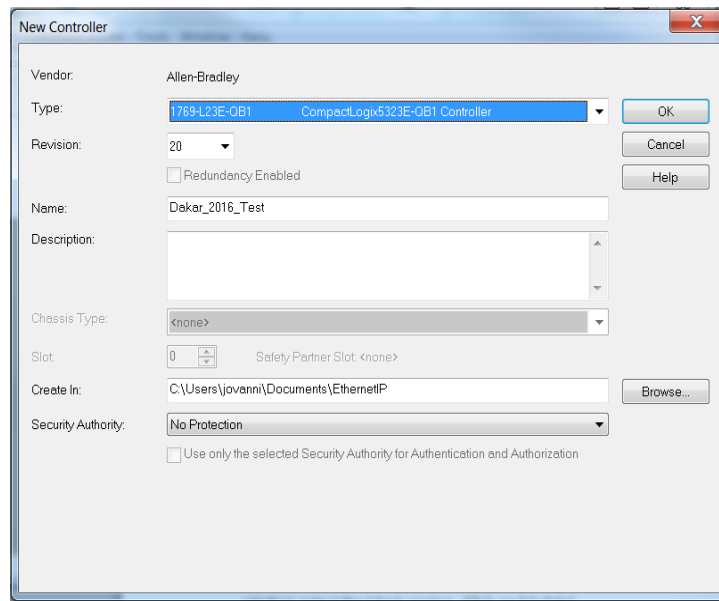 New Controller
Vendor: Allen-Bradley
Type: 1769-L23E-QB1 CompactLogix5323E-QB1 Controller
OK
Revision: 20
Cancel
Redundancy Enabled
Help
Name: Dakar_2016_Test
Description:
Chassis Type: <none>
Slot: 0 Safety Partner Slot: <none>
Create In: C:\Users\jovanni\Documents\EthernetIP
Browse...
Security Authority: No Protection
Use only the selected Security Authority for Authentication and Authorization